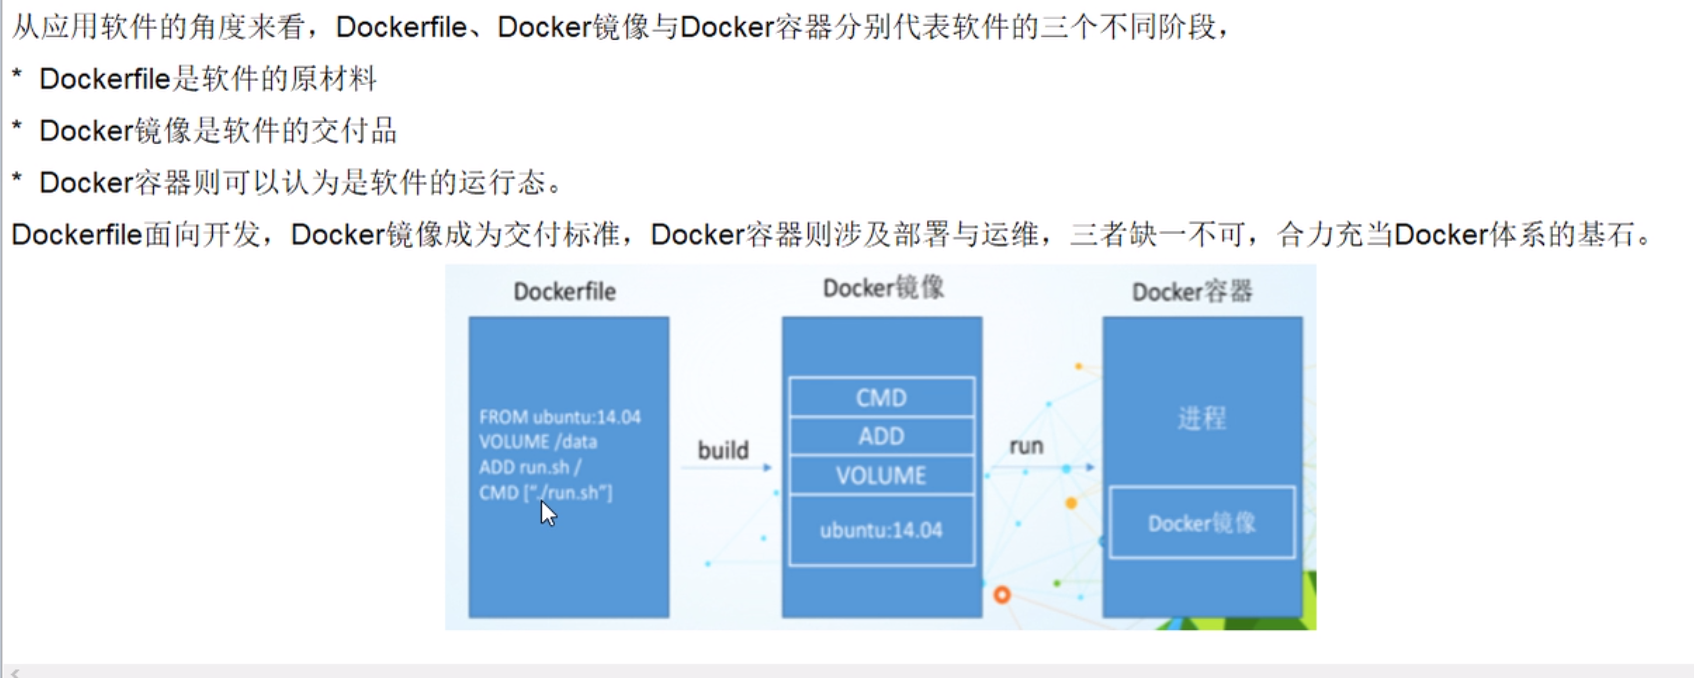 从应用软件的角度来看，Dockerfile、Docker镜像与Docker容器分别代表软件的三个不同阶段，
* Dockerfile是软件的原材料
* Docker镜像是软件的交付品
* Docker容器则可以认为是软件的运行态。
Dockerfile面向开发，Docker镜像成为交付标准，Docker容器则涉及部署与运维，三者缺一不可，合力充当Docker体系的基石。
Dockerfile
FROM ubuntu:14.04
VOLUME /data
ADD run.sh /
CMD [“./run.sh”]
build
Docker镜像
CMD
ADD
VOLUME
ubuntu:14.04
run
Docker容器
进程
Docker镜像